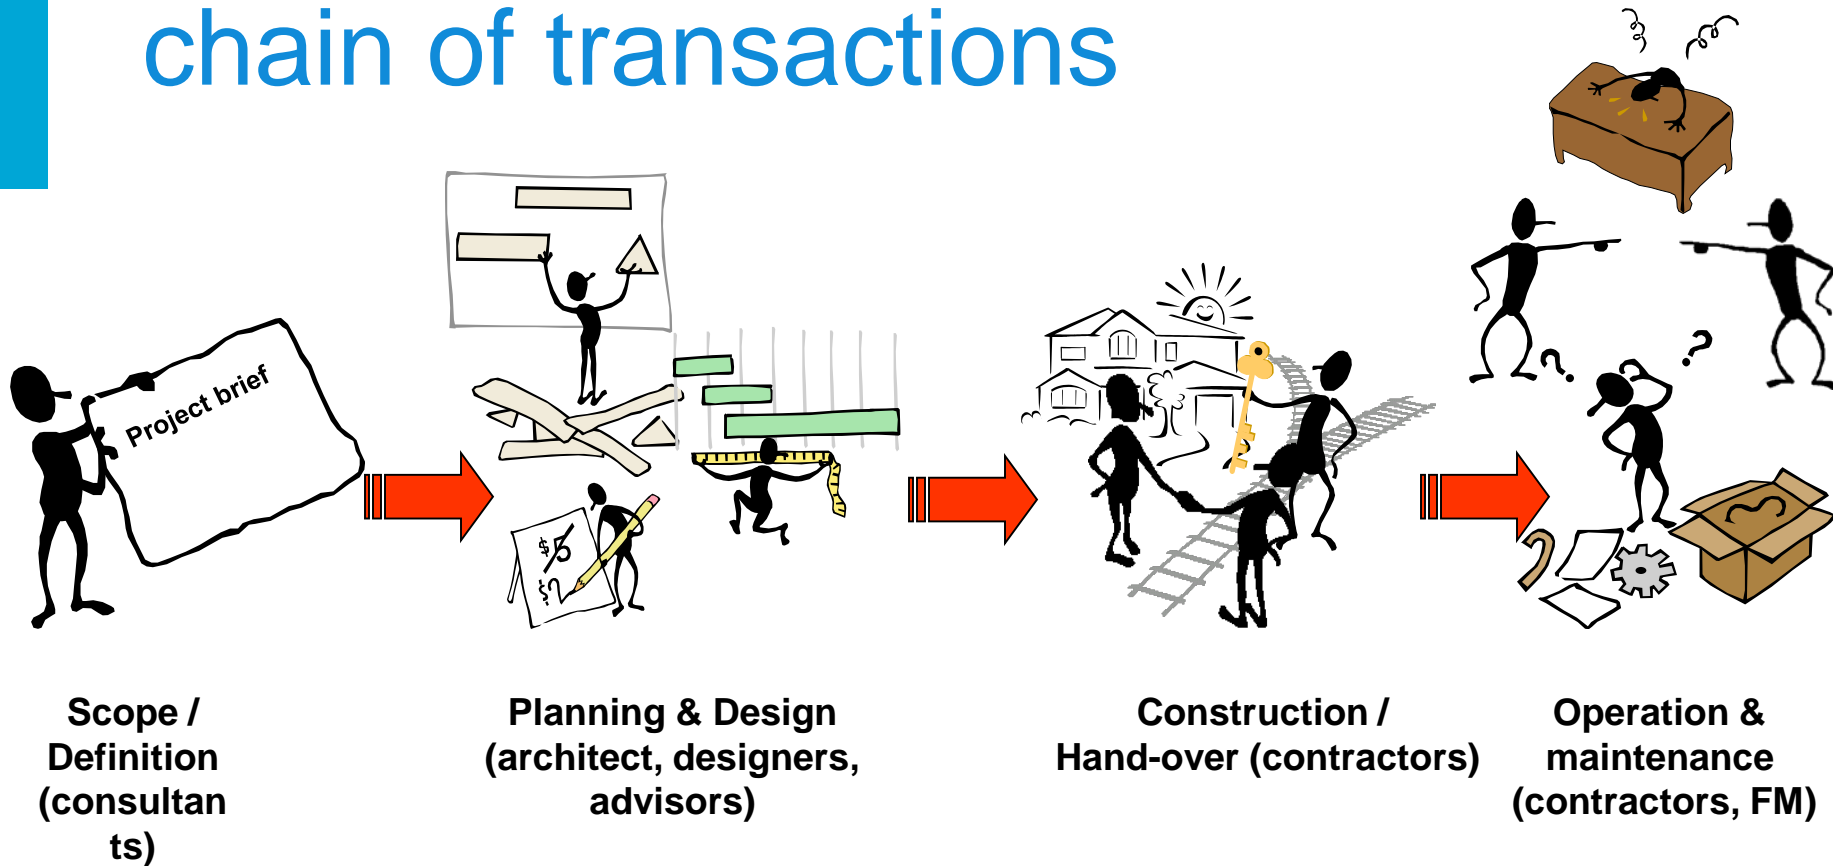 chain of transactions
Project brief
$5
$2
? ?
Scope /
Definition
(consultan
ts)
Planning & Design
(architect, designers,
advisors)
Construction /
Hand-over (contractors)
Operation &
maintenance
(contractors, FM)